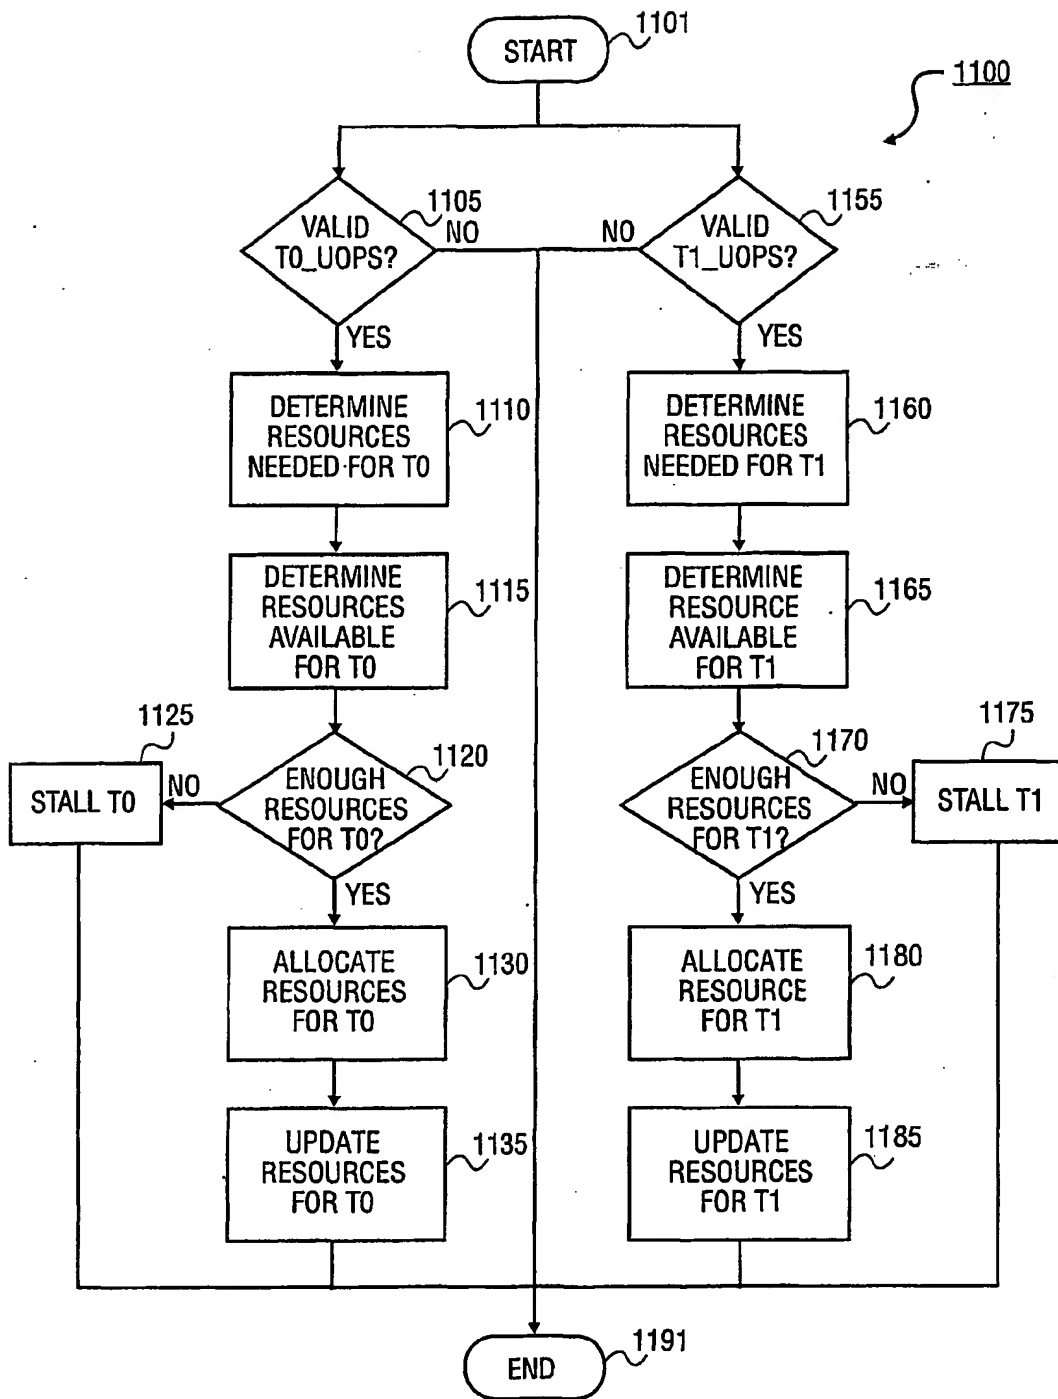 START
1101
1100
VALID
T0_UOPS?
1105
NO
YES
NO
VALID
T1_UOPS?
1155
YES
DETERMINE
RESOURCES
NEEDED FOR T0
1110
DETERMINE
RESOURCES
NEEDED FOR T1
1160
DETERMINE
RESOURCES
AVAILABLE
FOR T0
1115
DETERMINE
RESOURCE
AVAILABLE
FOR T1
1165
1125
STALL T0
NO
ENOUGH
RESOURCES
FOR T0?
1120
YES
ENOUGH
RESOURCES
FOR T1?
1170
NO
YES
1175
STALL T1
ALLOCATE
RESOURCES
FOR T0
1130
ALLOCATE
RESOURCE
FOR T1
1180
UPDATE
RESOURCES
FOR T0
1135
UPDATE
RESOURCES
FOR T1
1185
END
1191